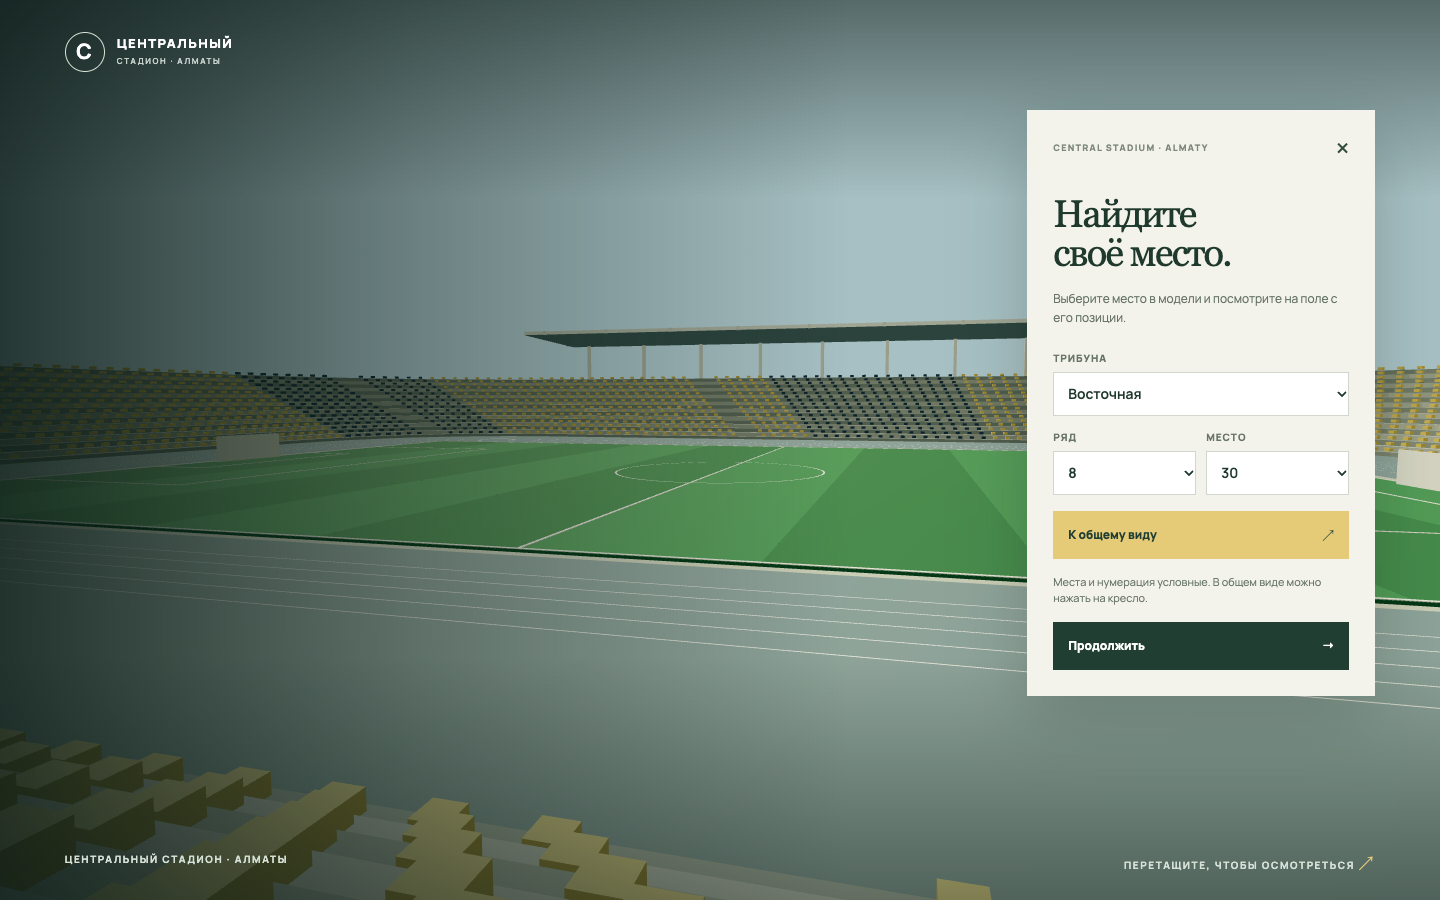 C
ЦЕНТРАЛЬНЫЙ
СТАДИОН · АЛМАТЫ
CENTRAL STADIUM · ALMATY
×
Найдите
своё место.
Выберите место в модели и посмотрите на поле с
его позиции.
ТРИБУНА
Восточная
РЯД
МЕСТО
8
30
К общему виду ↗
Места и нумерация условные. В общем виде можно
нажать на кресло.
Продолжить →
ЦЕНТРАЛЬНЫЙ СТАДИОН · АЛМАТЫ
ПЕРЕТАЩИТЕ, ЧТОБЫ ОСМОТРЕТЬСЯ ↗